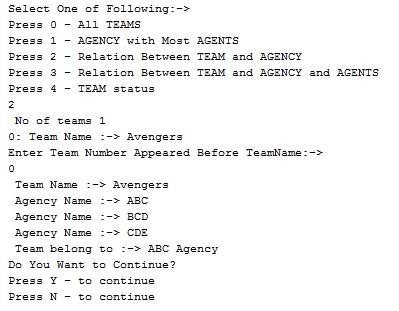 Select One of Following:->
Press 0 - All TEAMS
Press 1 - AGENCY with Most AGENTS
Press 2 - Relation Between TEAM and AGENCY
Press 3 - Relation Between TEAM and AGENCY and AGENTS
Press 4 - TEAM status
2
No of teams 1
0: Team Name :-> Avengers
Enter Team Number Appeared Before TeamName:->
0
Team Name :-> Avengers
Agency Name :-> ABC
Agency Name :-> BCD
Agency Name :-> CDE
Team belong to :-> ABC Agency
Do You Want to Continue?
Press Y - to continue
Press N - to continue